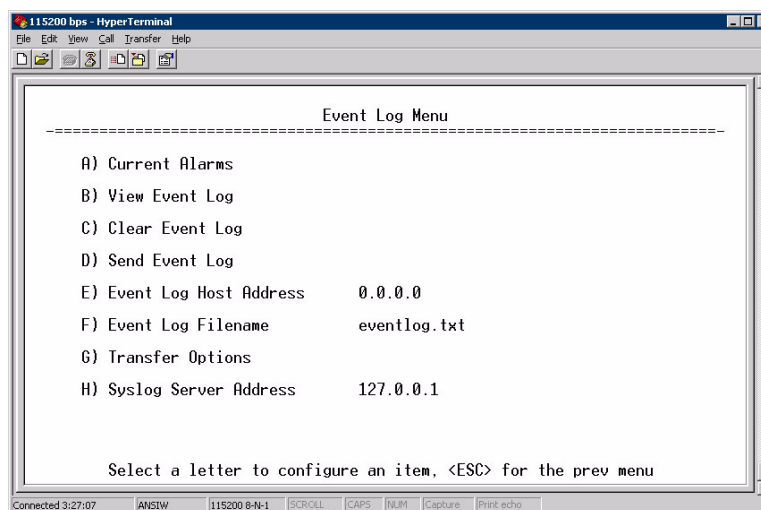 115200 bps - HyperTerminal
File Edit View Call Transfer Help
Event Log Menu
-==========================================================================-
A) Current Alarms
B) View Event Log
C) Clear Event Log
D) Send Event Log
E) Event Log Host Address 0.0.0.0
F) Event Log Filename eventlog.txt
G) Transfer Options
H) Syslog Server Address 127.0.0.1
Select a letter to configure an item, <ESC> for the prev menu
Connected 3:27:07 ANSIW 115200 8-N-1 SCROLL CAPS NUM Capture Print echo